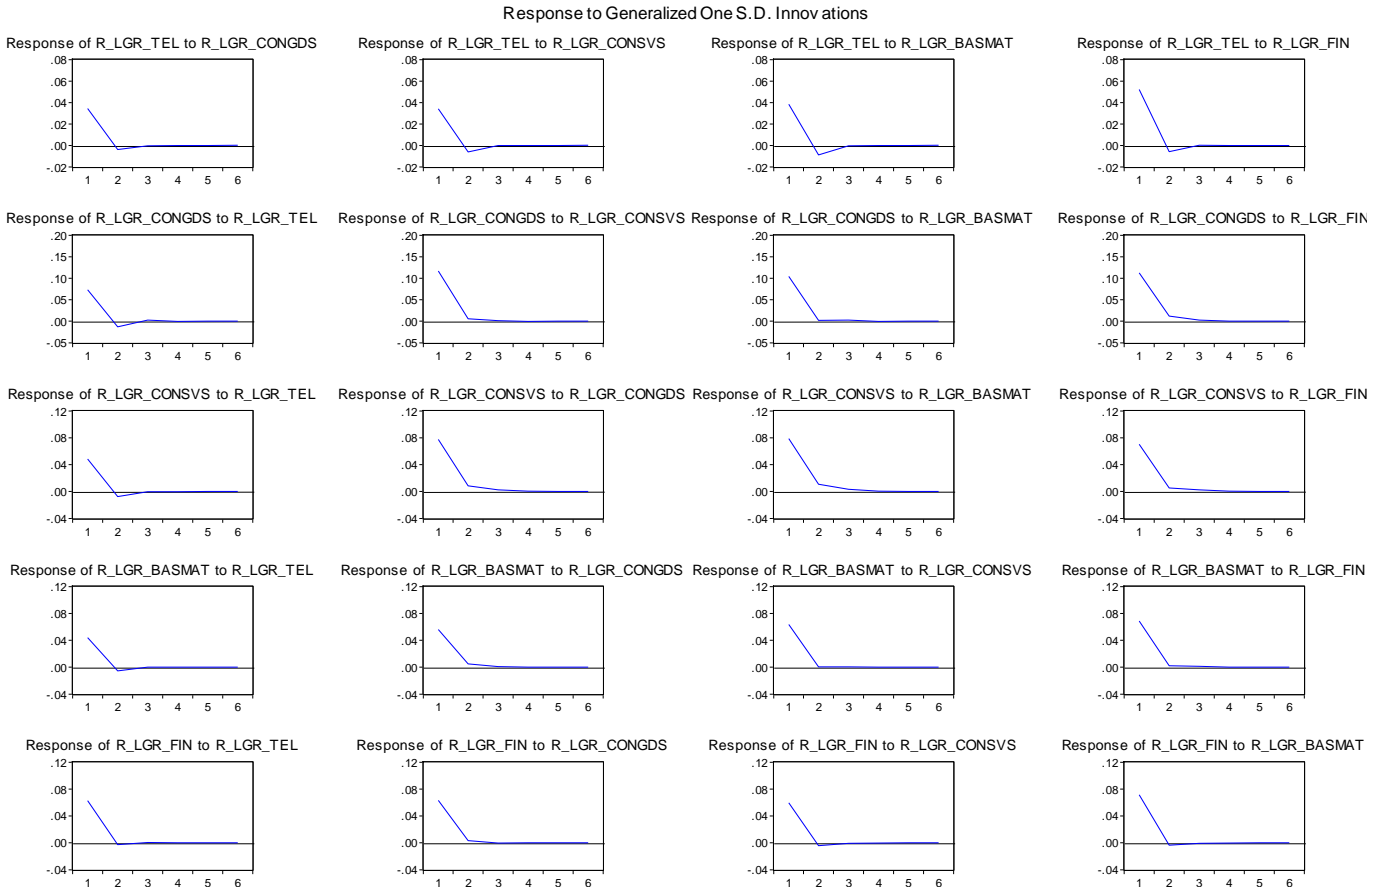 Response to Generalized One S.D. Innovations
Response of R_LGR_TEL to R_LGR_CONGDS
Response of R_LGR_TEL to R_LGR_CONSVS
Response of R_LGR_TEL to R_LGR_BASMAT
Response of R_LGR_TEL to R_LGR_FIN
.08 .08 .08 .08
.06 .06 .06 .06
.04 .04 .04 .04
.02 .02 .02 .02
.00 .00 .00 .00
-.02 -.02 -.02 -.02
1 2 3 4 5 6 1 2 3 4 5 6 1 2 3 4 5 6 1 2 3 4 5 6
Response of R_LGR_CONGDS to R_LGR_TEL
Response of R_LGR_CONGDS to R_LGR_CONSVS
Response of R_LGR_CONGDS to R_LGR_BASMAT
Response of R_LGR_CONGDS to R_LGR_FIN
.20 .20 .20 .20
.15 .15 .15 .15
.10 .10 .10 .10
.05 .05 .05 .05
.00 .00 .00 .00
-.05 -.05 -.05 -.05
1 2 3 4 5 6 1 2 3 4 5 6 1 2 3 4 5 6 1 2 3 4 5 6
Response of R_LGR_CONSVS to R_LGR_TEL
Response of R_LGR_CONSVS to R_LGR_CONGDS
Response of R_LGR_CONSVS to R_LGR_BASMAT
Response of R_LGR_CONSVS to R_LGR_FIN
.12 .12 .12 .12
.08 .08 .08 .08
.04 .04 .04 .04
.00 .00 .00 .00
-.04 -.04 -.04 -.04
1 2 3 4 5 6 1 2 3 4 5 6 1 2 3 4 5 6 1 2 3 4 5 6
Response of R_LGR_BASMAT to R_LGR_TEL
Response of R_LGR_BASMAT to R_LGR_CONGDS
Response of R_LGR_BASMAT to R_LGR_CONSVS
Response of R_LGR_BASMAT to R_LGR_FIN
.12 .12 .12 .12
.08 .08 .08 .08
.04 .04 .04 .04
.00 .00 .00 .00
-.04 -.04 -.04 -.04
1 2 3 4 5 6 1 2 3 4 5 6 1 2 3 4 5 6 1 2 3 4 5 6
Response of R_LGR_FIN to R_LGR_TEL
Response of R_LGR_FIN to R_LGR_CONGDS
Response of R_LGR_FIN to R_LGR_CONSVS
Response of R_LGR_FIN to R_LGR_BASMAT
.12 .12 .12 .12
.08 .08 .08 .08
.04 .04 .04 .04
.00 .00 .00 .00
-.04 -.04 -.04 -.04
1 2 3 4 5 6 1 2 3 4 5 6 1 2 3 4 5 6 1 2 3 4 5 6